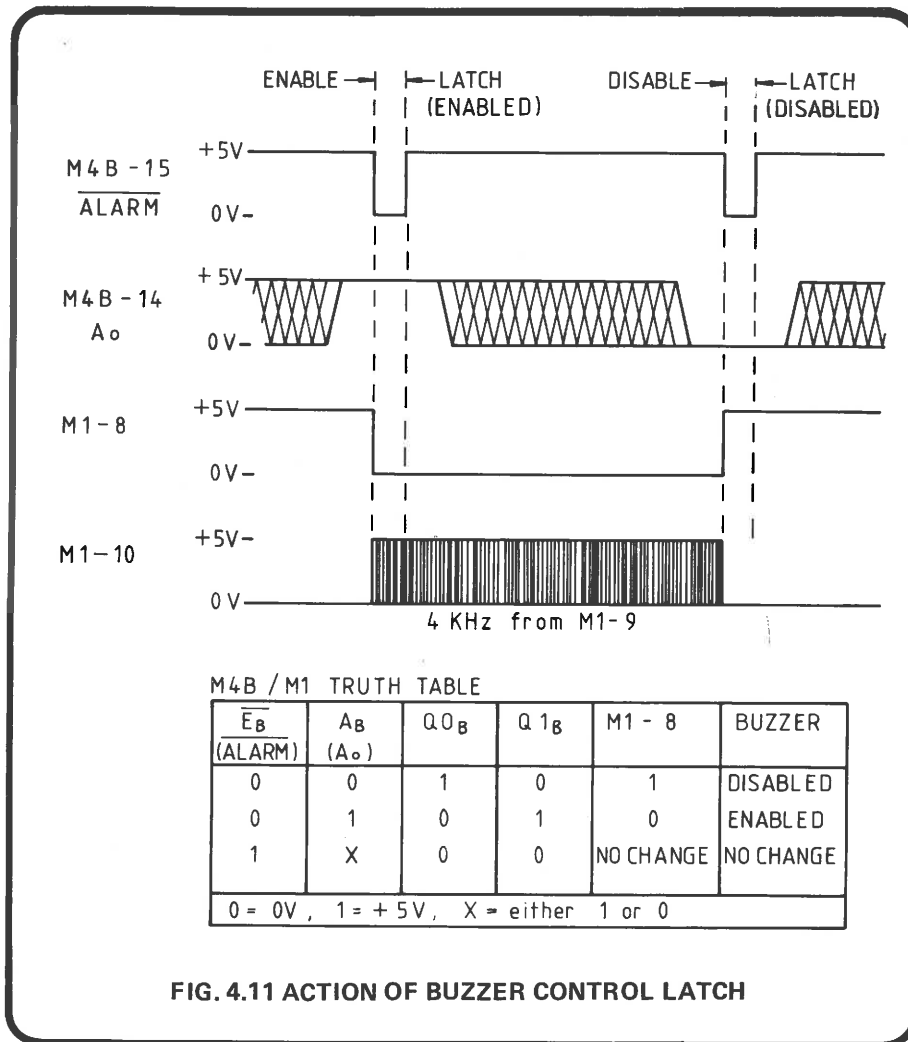 ENABLE LATCH DISABLE LATCH
(ENABLED) (DISABLED)
+5V
M4B-15
ALARM
0V
+5V
M4B-14
Ao
0V
+5V
M1-8
0V
+5V
M1-10
0V
4 KHz from M1-9
M4B/M1 TRUTH TABLE
EB AB Q0B Q1B M1-8 BUZZER
(ALARM) (Ao)
0 0 1 0 1 DISABLED
0 1 0 1 0 ENABLED
1 X 0 0 NO CHANGE NO CHANGE
0 = 0V, 1 = +5V, X = either 1 or 0
FIG. 4.11 ACTION OF BUZZER CONTROL LATCH